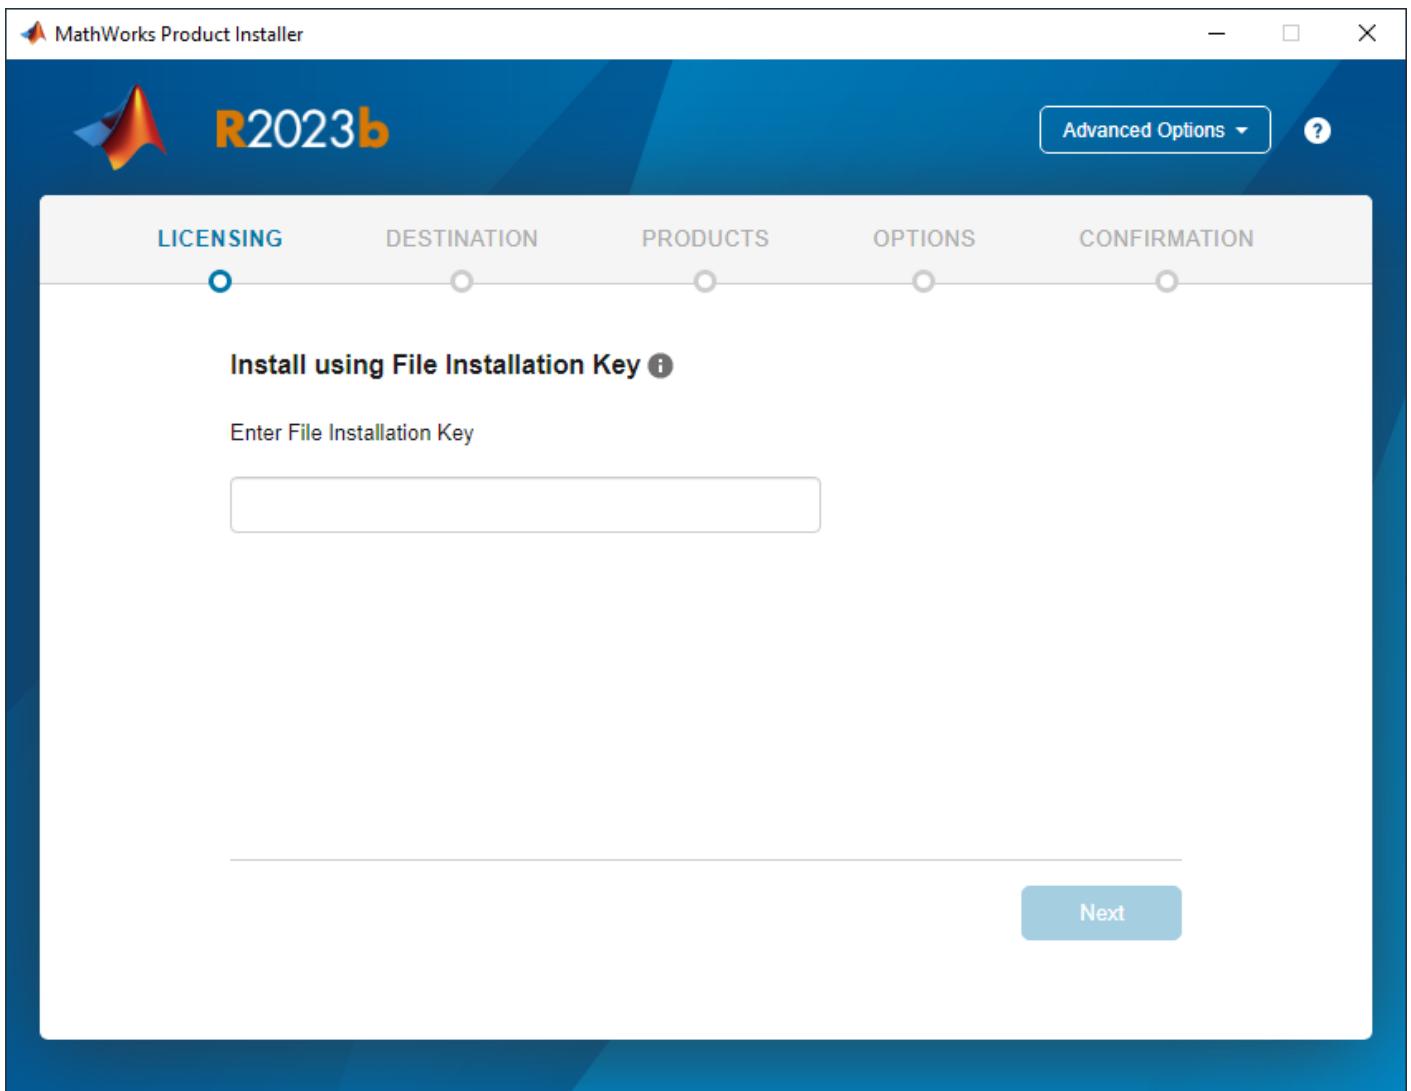 MathWorks Product Installer
R2023b
Advanced Options
?
LICENSING
DESTINATION
PRODUCTS
OPTIONS
CONFIRMATION
Install using File Installation Key
Enter File Installation Key
Next